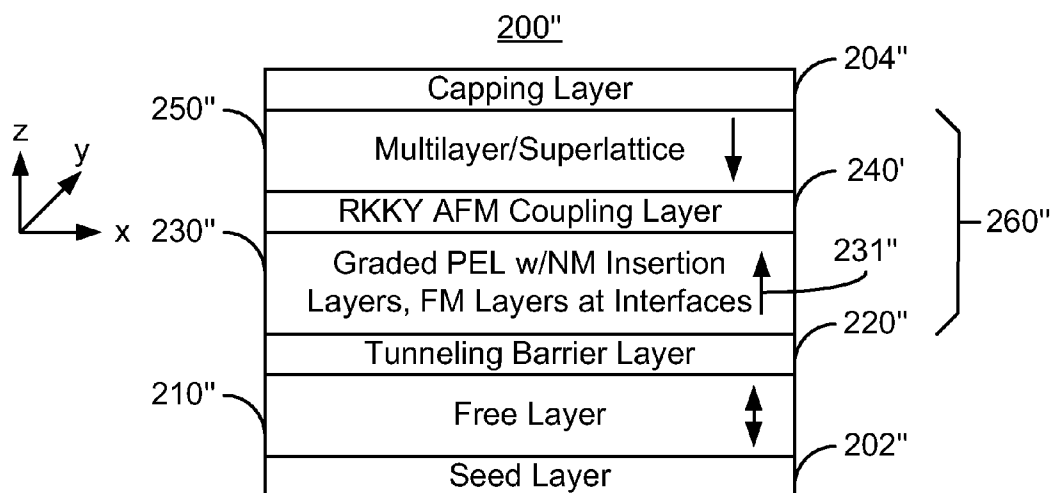 200"
Capping Layer
204"
250"
Multilayer/Superlattice
z
y
x
240'
RKKY AFM Coupling Layer
230"
260"
Graded PEL w/NM Insertion
Layers, FM Layers at Interfaces
231"
220"
Tunneling Barrier Layer
210"
Free Layer
202"
Seed Layer